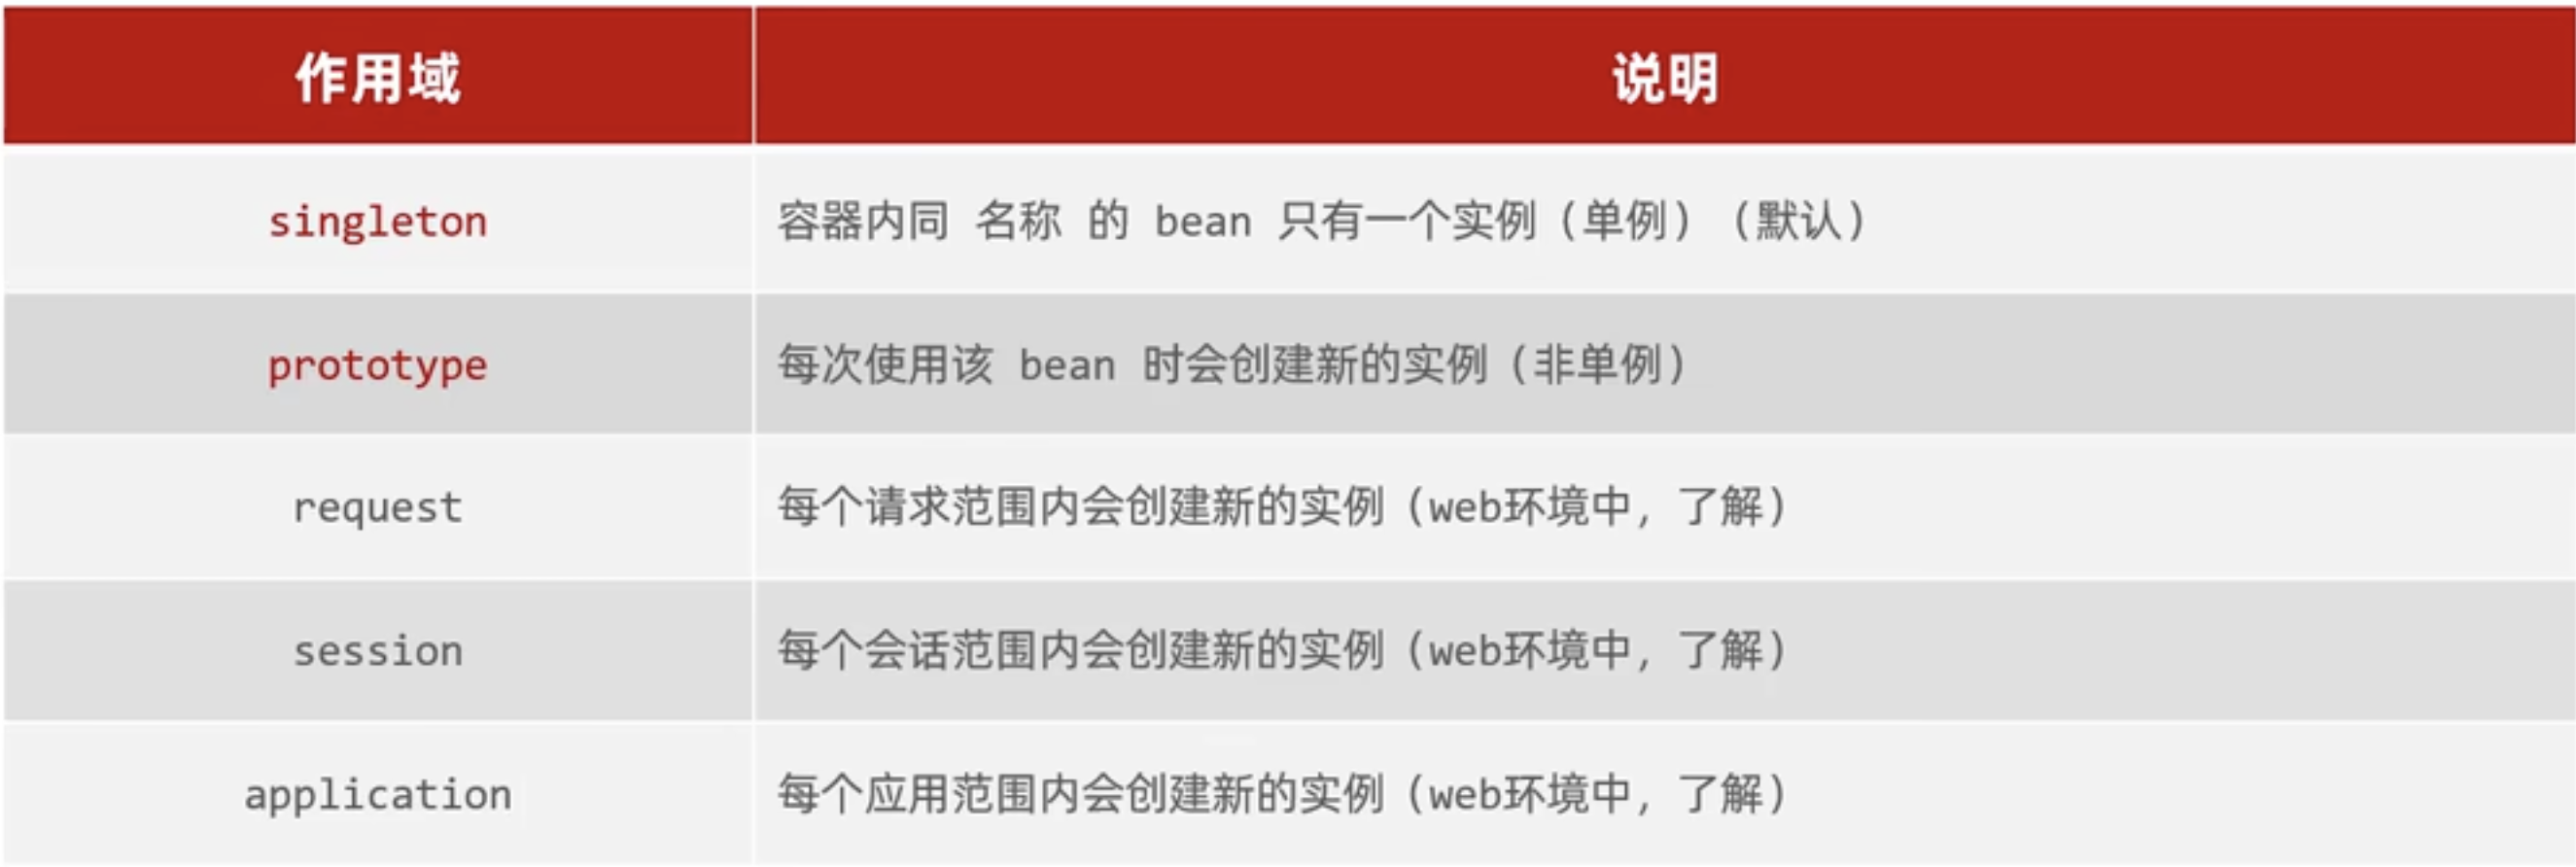 作用域 说明
singleton 容器内同 名称 的 bean 只有一个实例（单例）（默认）
prototype 每次使用该 bean 时会创建新的实例（非单例）
request 每个请求范围内会创建新的实例（web环境中，了解）
session 每个会话范围内会创建新的实例（web环境中，了解）
application 每个应用范围内会创建新的实例（web环境中，了解）